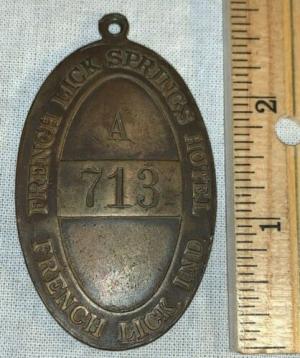 FRENCH LICK SPRINGS HOTEL
A
713
FRENCH LICK. IND.
2
1